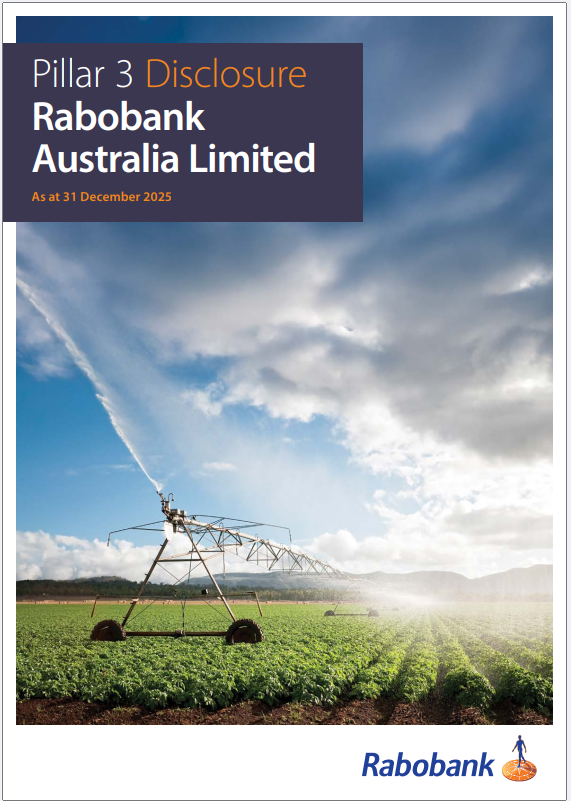 Pillar 3 Disclosure
Rabobank
Australia Limited
As at 31 December 2025
Rabobank